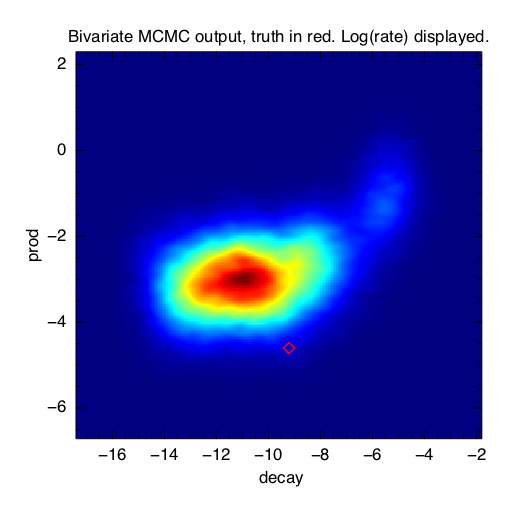 Bivariate MCMC output, truth in red. Log(rate) displayed.
2
0
−2
−4
−6
prod
−16 −14 −12 −10 −8 −6 −4 −2
decay